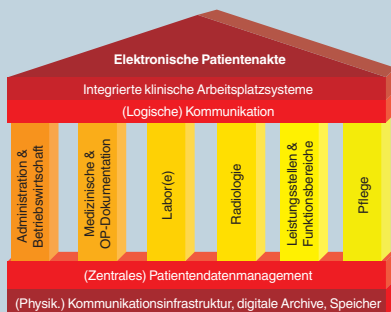 Elektronische Patientenakte
Integrierte klinische Arbeitsplatzsysteme
(Logische) Kommunikation
Administration &
Betriebswirtschaft
Medizinische &
OP-Dokumentation
Labor(e)
Radiologie
Leistungsstellen &
Funktionsbereiche
Pflege
(Zentrales) Patientendatenmanagement
(Physik.) Kommunikationsinfrastruktur, digitale Archive, Speicher